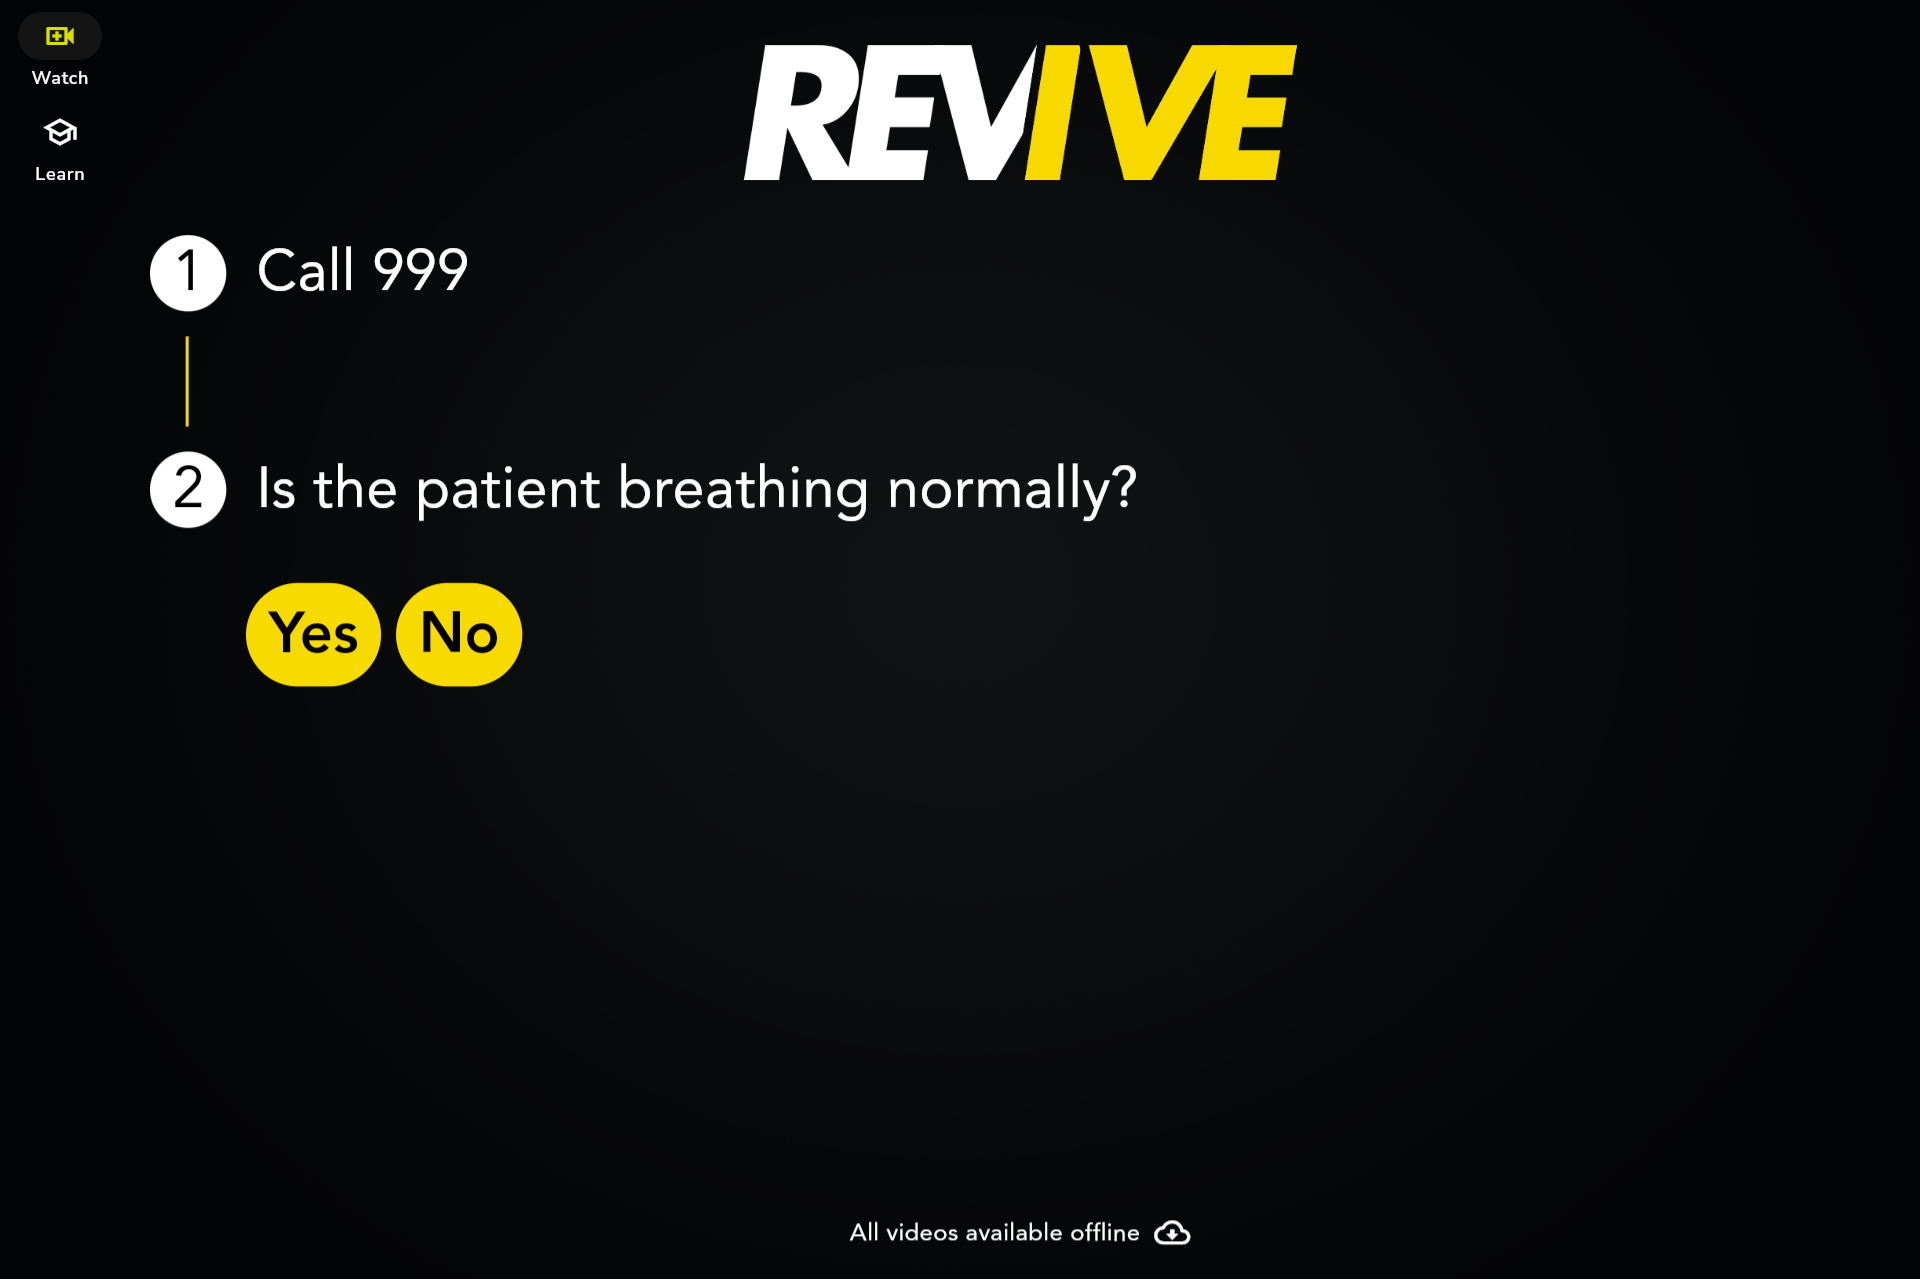 Watch
Learn
REVIVE
1 Call 999
2 Is the patient breathing normally?
Yes No
All videos available offline